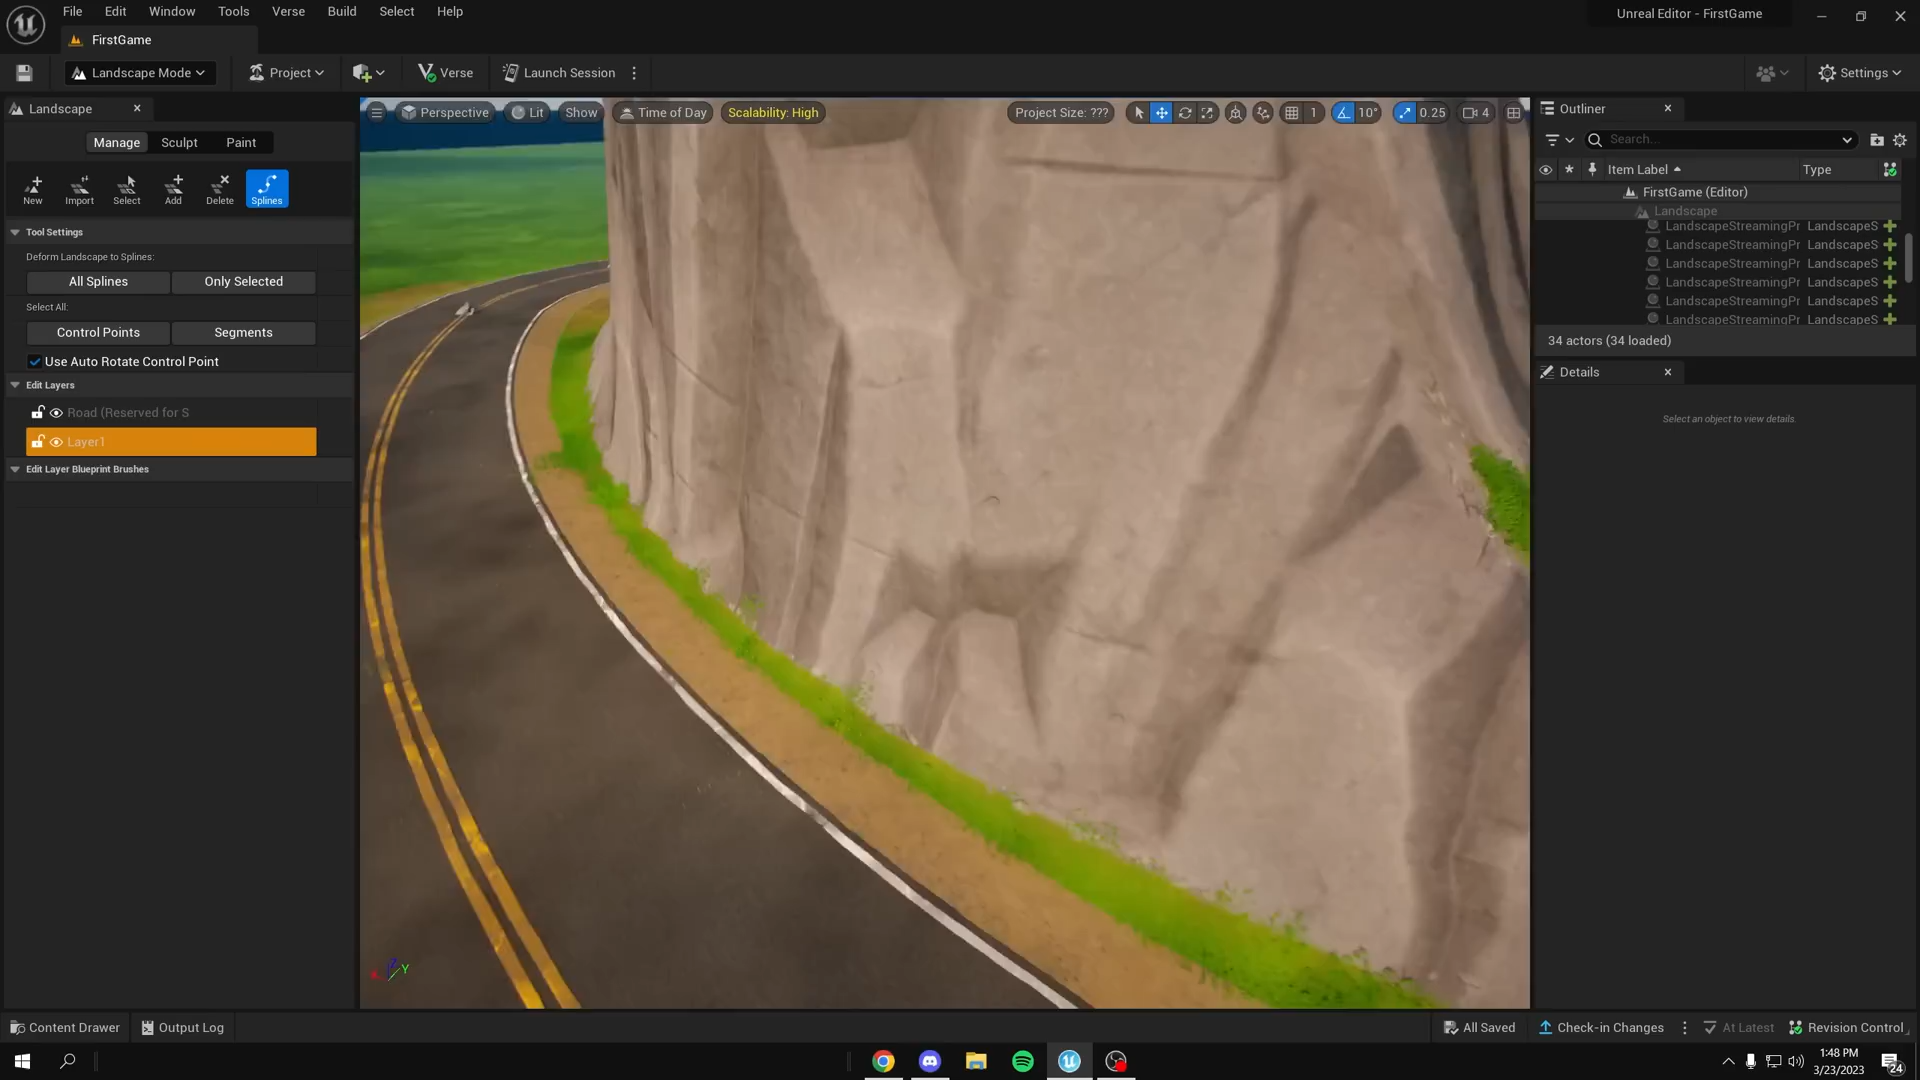 File Edit Window Tools Verse Build Select Help
Unreal Editor - FirstGame
FirstGame
Landscape Mode Project Verse Launch Session Settings
Landscape
Manage Sculpt Paint
New Import Select Add Delete Splines
Tool Settings
Deform Landscape to Splines:
All Splines Only Selected
Select All:
Control Points Segments
Use Auto Rotate Control Point
Edit Layers
Road (Reserved for S
Layer1
Edit Layer Blueprint Brushes
Perspective Lit Show Time of Day Scalability: High Project Size: ??? 1 10° 0.25 4
X Z Y
Outliner
Search...
Item Label Type
FirstGame (Editor)
Landscape
LandscapeStreamingPr LandscapeS
LandscapeStreamingPr LandscapeS
LandscapeStreamingPr LandscapeS
LandscapeStreamingPr LandscapeS
LandscapeStreamingPr LandscapeS
LandscapeStreamingPr LandscapeS
34 actors (34 loaded)
Details
Select an object to view details.
Content Drawer Output Log All Saved Check-in Changes At Latest Revision Control
1:48 PM
3/23/2023
24